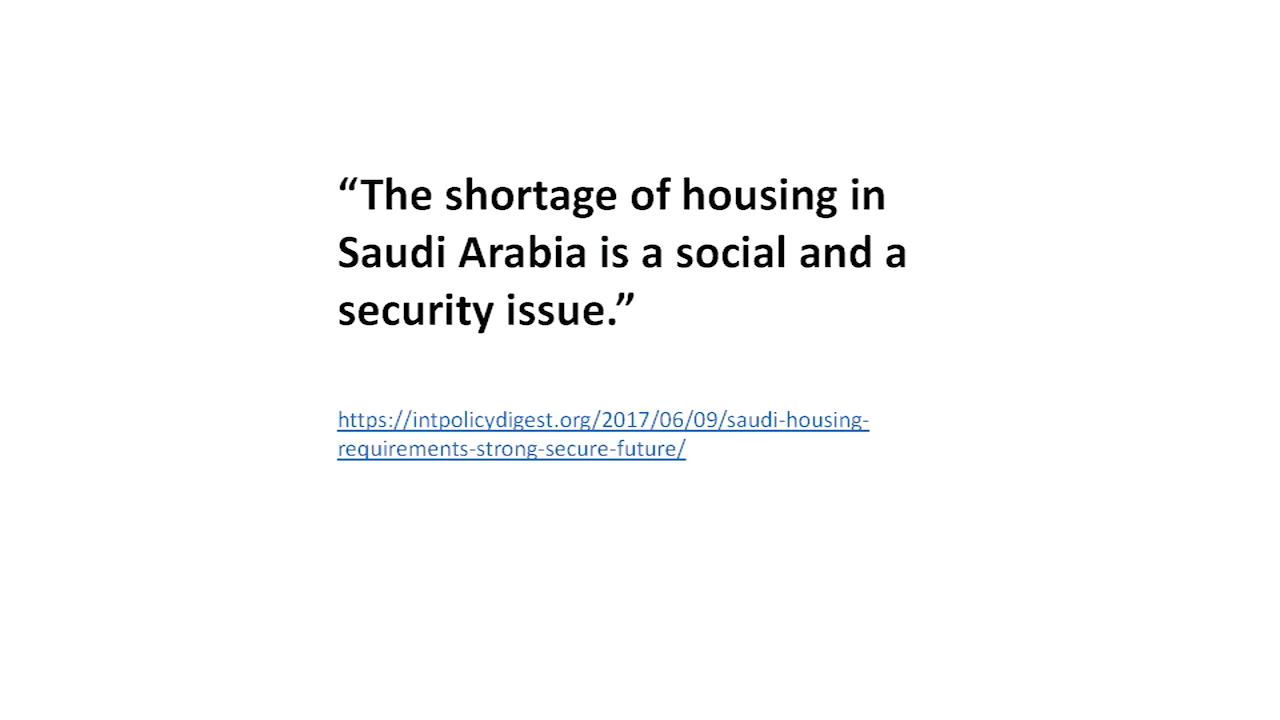 “The shortage of housing in
Saudi Arabia is a social and a
security issue.”
https://intpolicydigest.org/2017/06/09/saudi-housing-
requirements-strong-secure-future/